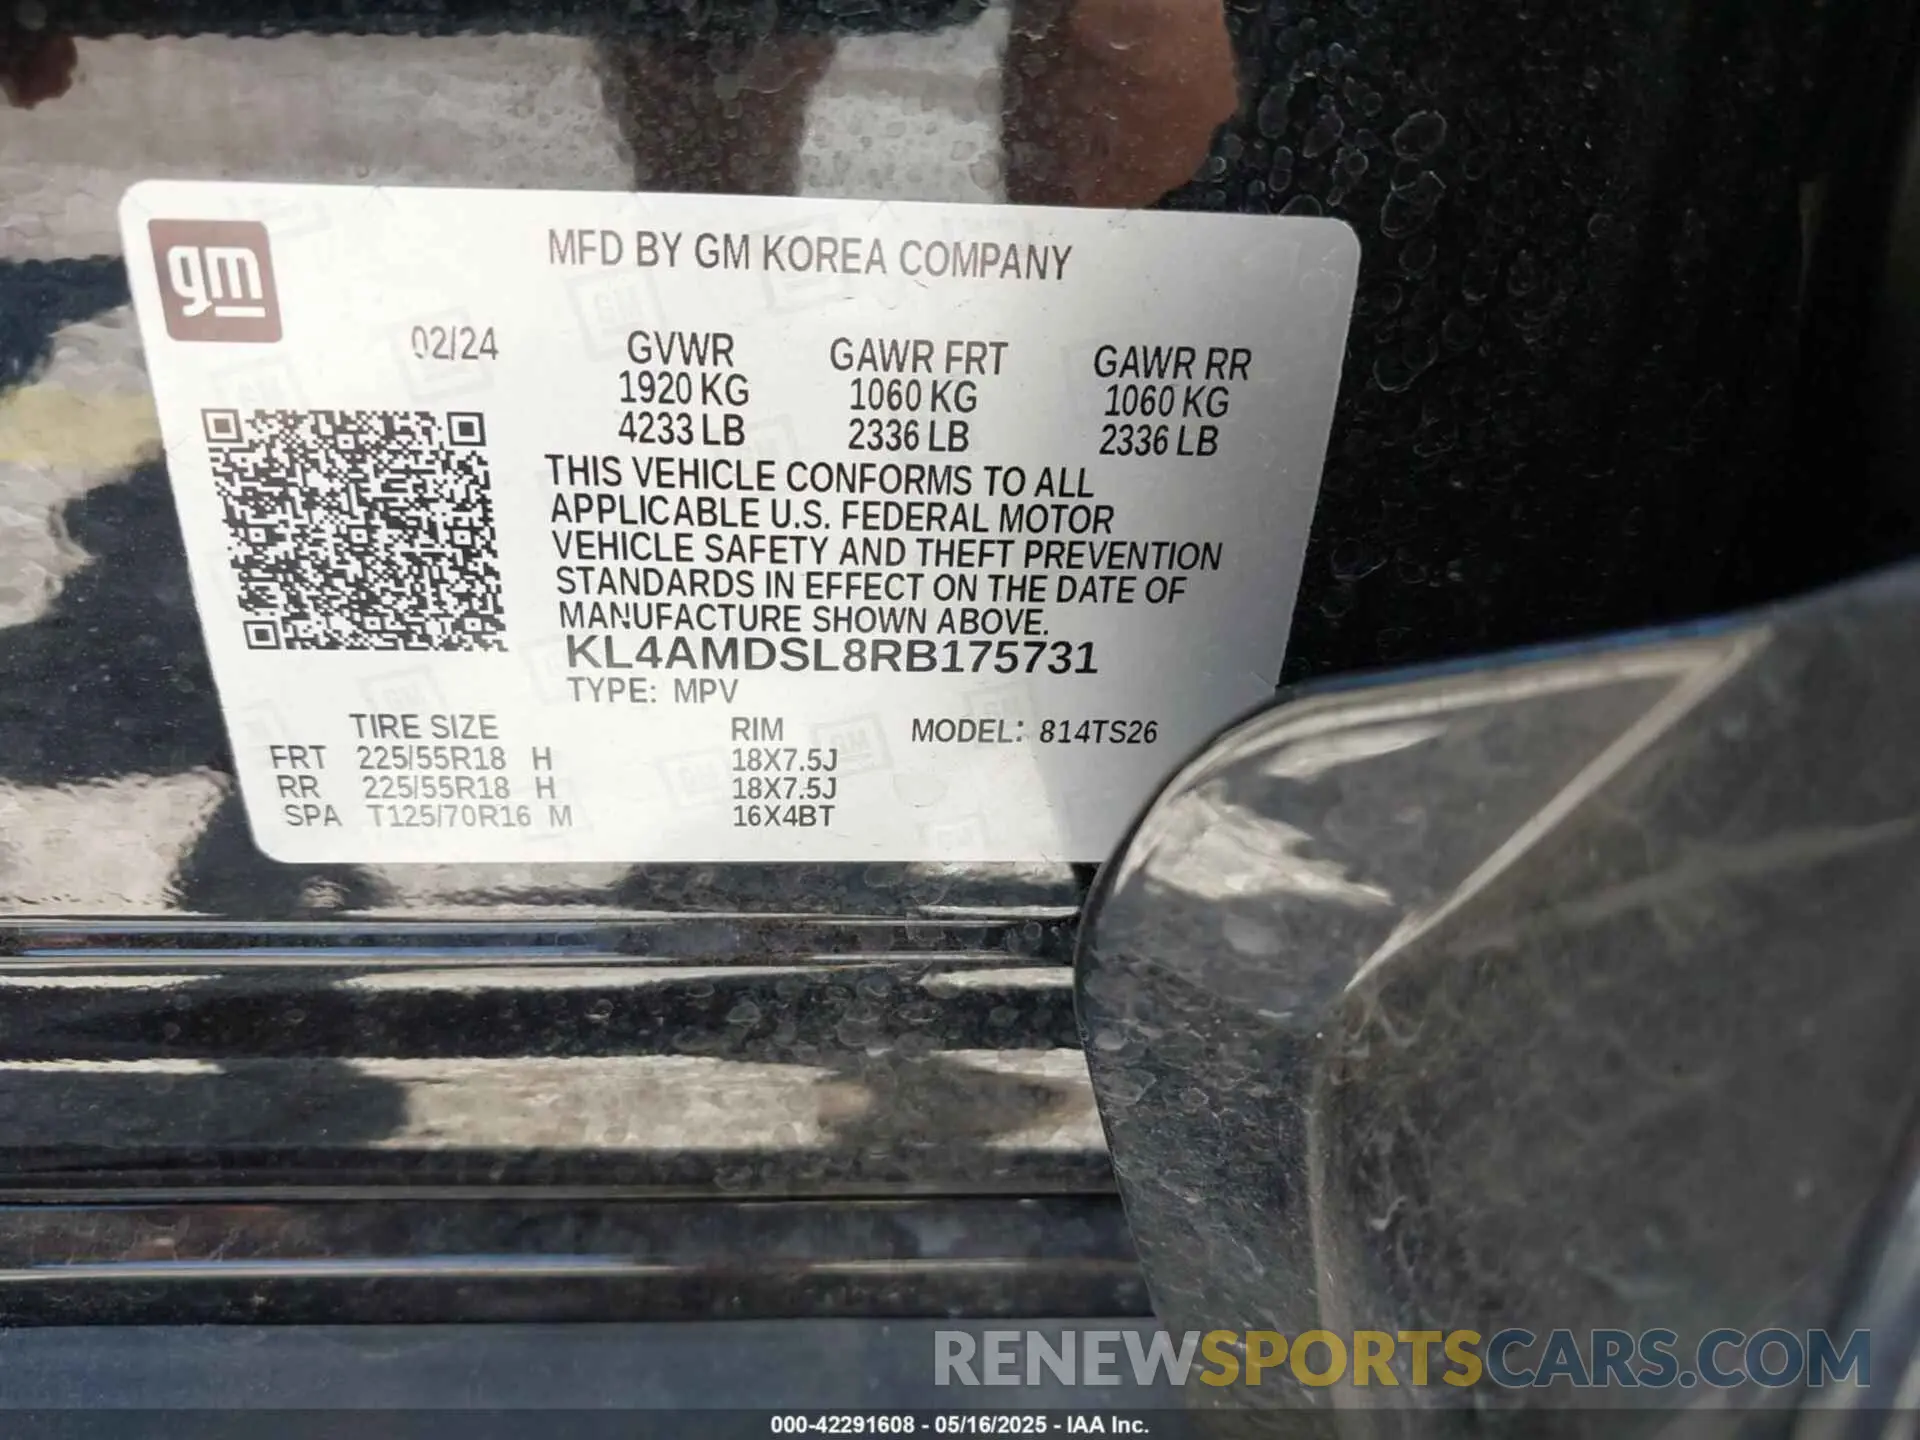 gm
MFD BY GM KOREA COMPANY
02/24
GVWR GAWR FRT GAWR RR
1920 KG 1060 KG 1060 KG
4233 LB 2336 LB 2336 LB
THIS VEHICLE CONFORMS TO ALL
APPLICABLE U.S. FEDERAL MOTOR
VEHICLE SAFETY AND THEFT PREVENTION
STANDARDS IN EFFECT ON THE DATE OF
MANUFACTURE SHOWN ABOVE.
KL4AMDSL8RB175731
TYPE: MPV
TIRE SIZE RIM MODEL: 814TS26
FRT 225/55R18 H 18X7.5J
RR 225/55R18 H 18X7.5J
SPA T125/70R16 M 16X4BT
RENEWSPORTSCARS.COM
000-42291608 - 05/16/2025 - IAA Inc.